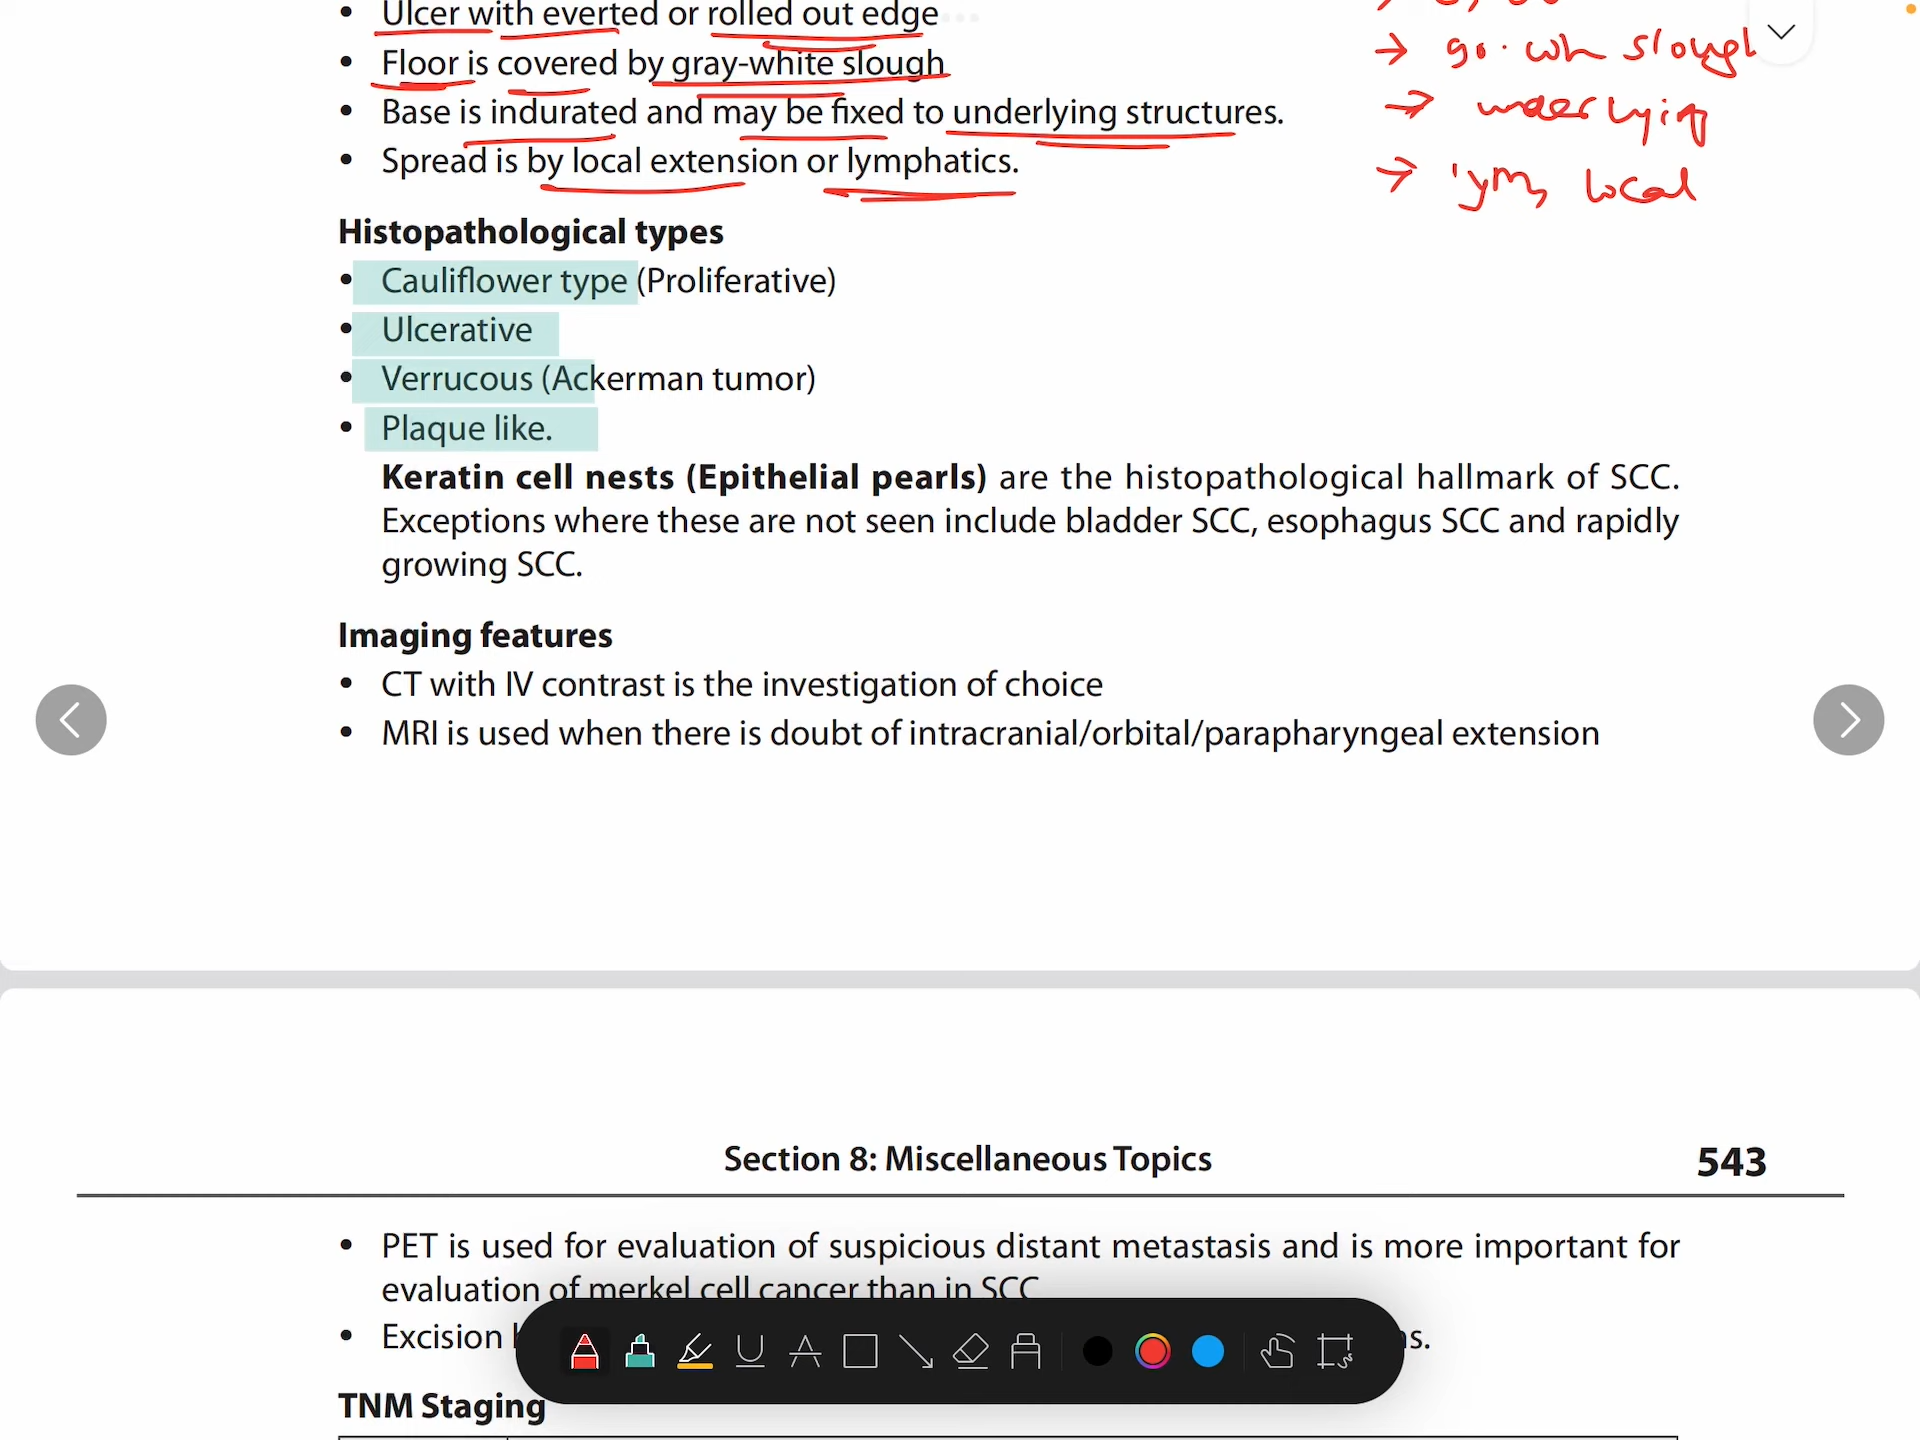 • Ulcer with everted or rolled out edge
• Floor is covered by gray-white slough
→ go. wh slough
• Base is indurated and may be fixed to underlying structures.
→ underlying
• Spread is by local extension or lymphatics.
→ local
Histopathological types
• Cauliflower type (Proliferative)
• Ulcerative
• Verrucous (Ackerman tumor)
• Plaque like.
Keratin cell nests (Epithelial pearls) are the histopathological hallmark of SCC.
Exceptions where these are not seen include bladder SCC, esophagus SCC and rapidly
growing SCC.
Imaging features
• CT with IV contrast is the investigation of choice
• MRI is used when there is doubt of intracranial/orbital/parapharyngeal extension
Section 8: Miscellaneous Topics 543
• PET is used for evaluation of suspicious distant metastasis and is more important for
evaluation of merkel cell cancer than in SCC
• Excision
TNM Staging